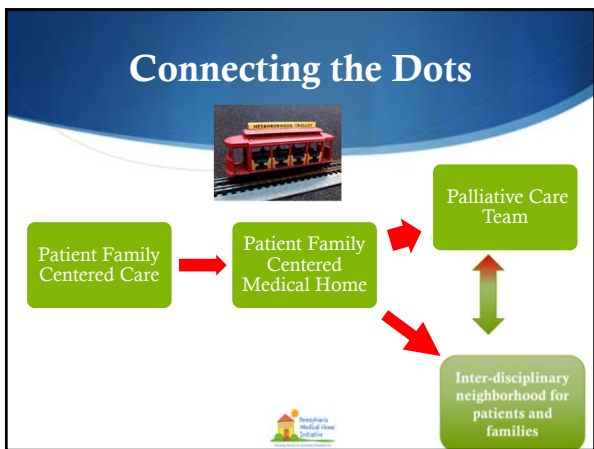 Connecting the Dots
NEIGHBORHOOD TROLLEY
Patient Family
Centered Care
Patient Family
Centered
Medical Home
Palliative Care
Team
Inter-disciplinary
neighborhood for
patients and
families
Pennsylvania
Medical Home
Initiative